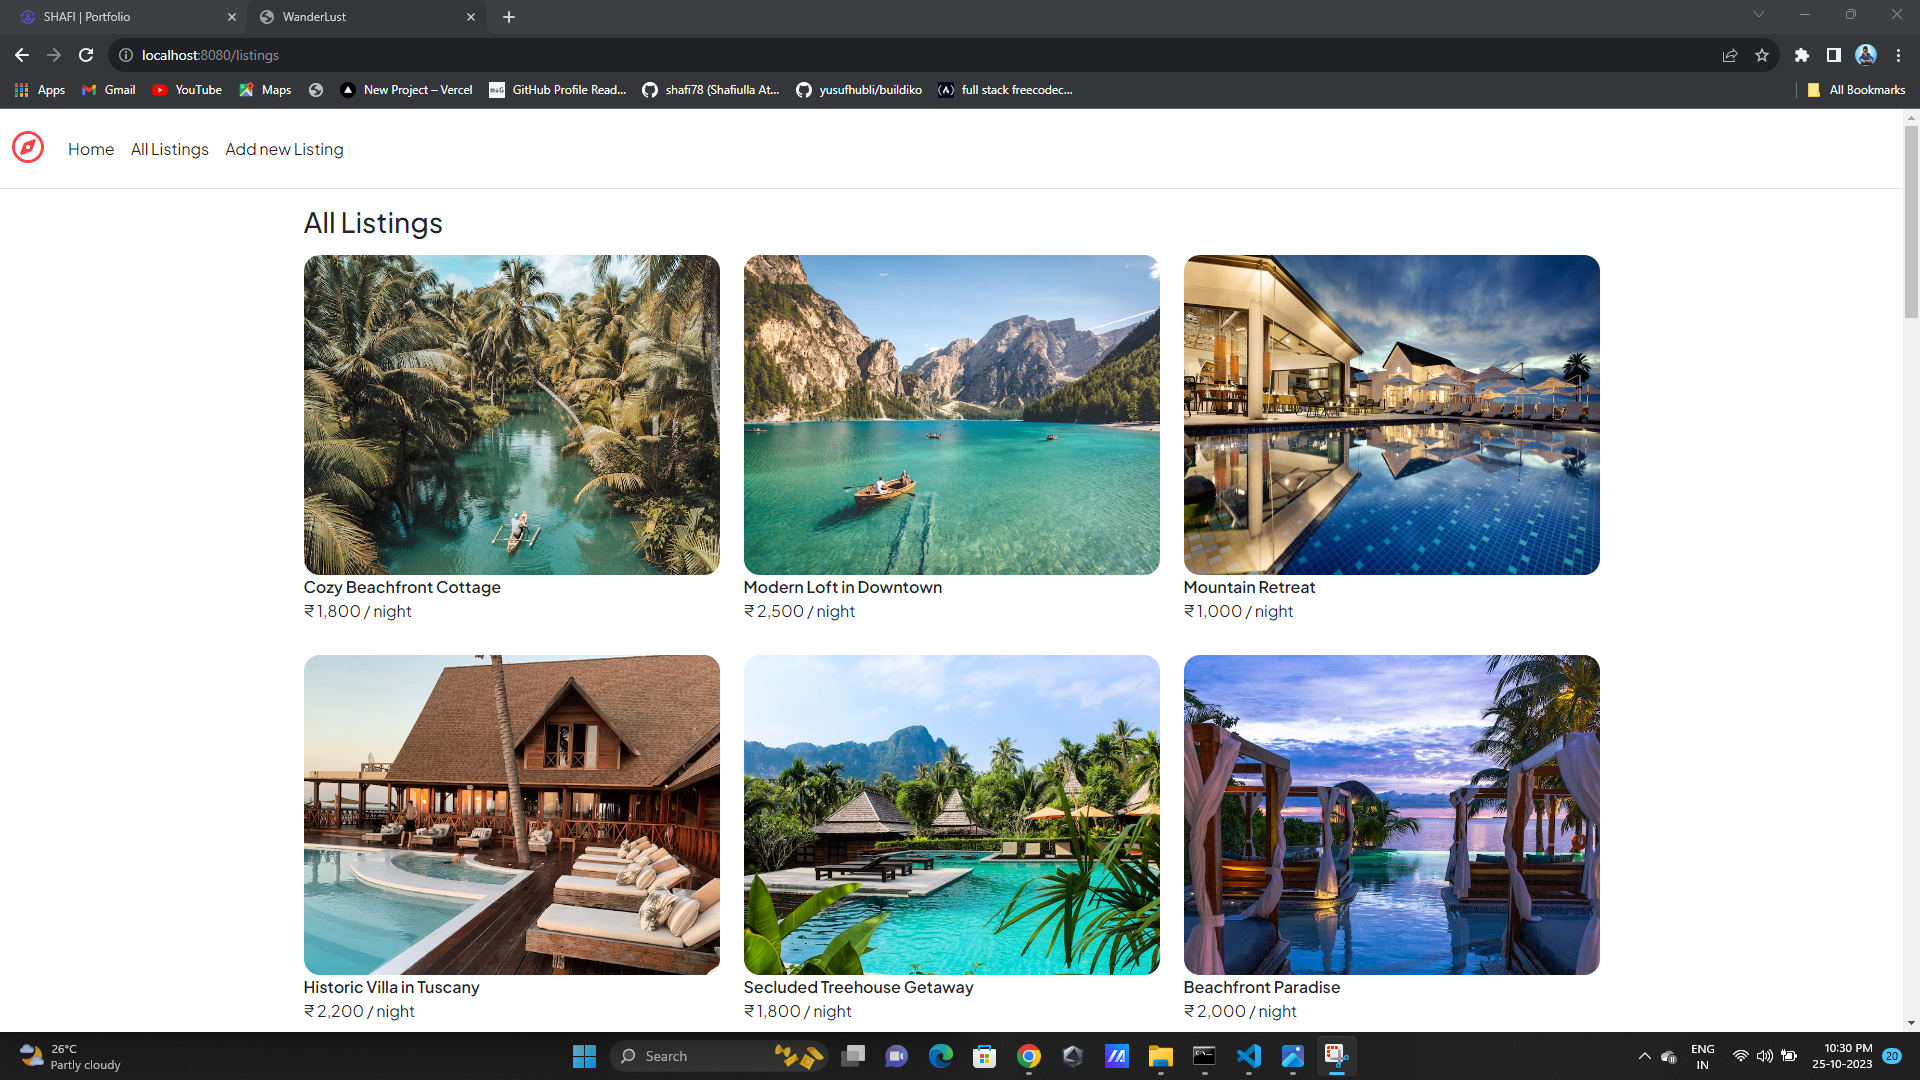 SHAFI | Portfolio
WanderLust
localhost:8080/listings
Apps
Gmail
YouTube
Maps
New Project – Vercel
GitHub Profile Read...
shafi78 (Shafiulla At...
yusufhubli/buildiko
full stack freecodec...
All Bookmarks
Home
All Listings
Add new Listing
All Listings
Cozy Beachfront Cottage
₹1,800 / night
Modern Loft in Downtown
₹2,500 / night
Mountain Retreat
₹1,000 / night
Historic Villa in Tuscany
₹2,200 / night
Secluded Treehouse Getaway
₹1,800 / night
Beachfront Paradise
₹2,000 / night
26°C
Partly cloudy
Search
ENG
IN
10:30 PM
25-10-2023
20